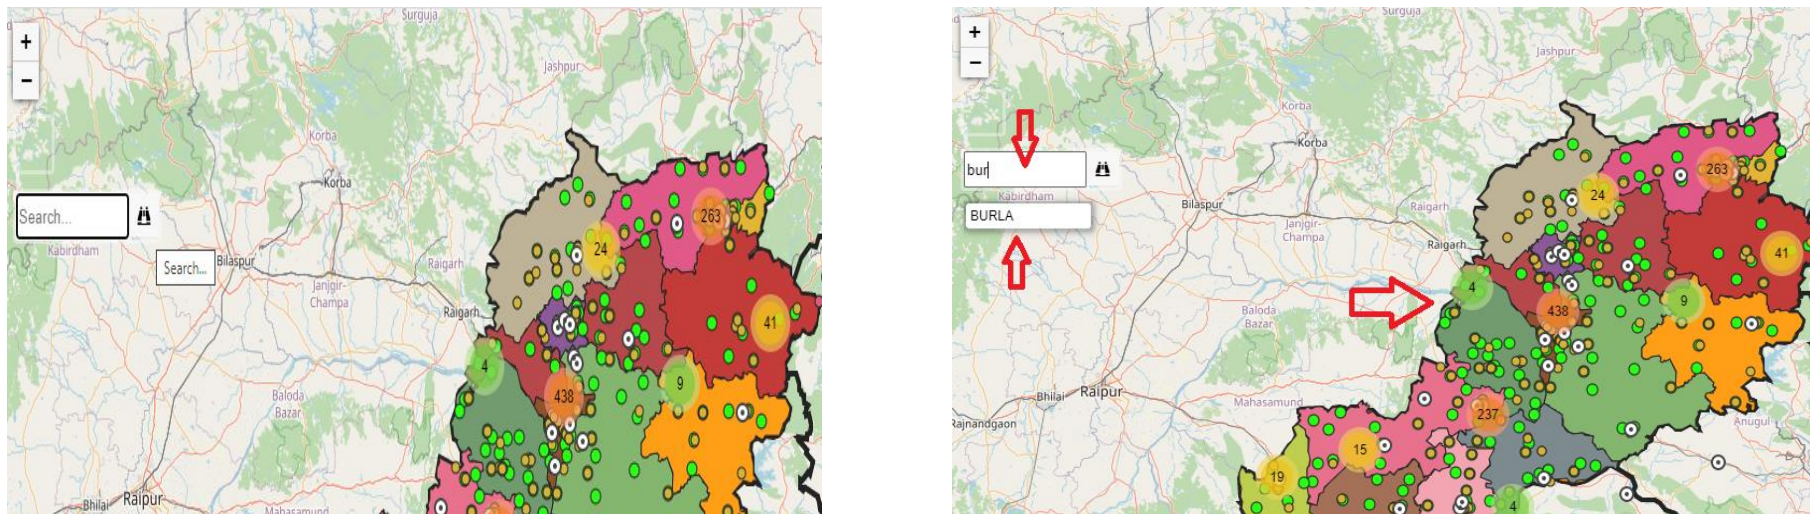 Surguja
+
−
Jashpur
Korba
Korba
Search...
263
Kabirdham
24
Bilaspur
Search...
Raigarh
Janjgir-
Champa
Raigarh
41
4
9
Baloda
Bazar
438
Bhilai
Raipur
Mahasamund
Surguja
+
−
Jashpur
Korba
Korba
bur
263
Kabirdham
24
Bilaspur
BURLA
Raigarh
Janjgir-
Champa
Raigarh
41
4
9
438
Baloda
Bazar
Bhilai
Raipur
Mahasamund
237
Rajnandgaon
Anugul
15
19
4